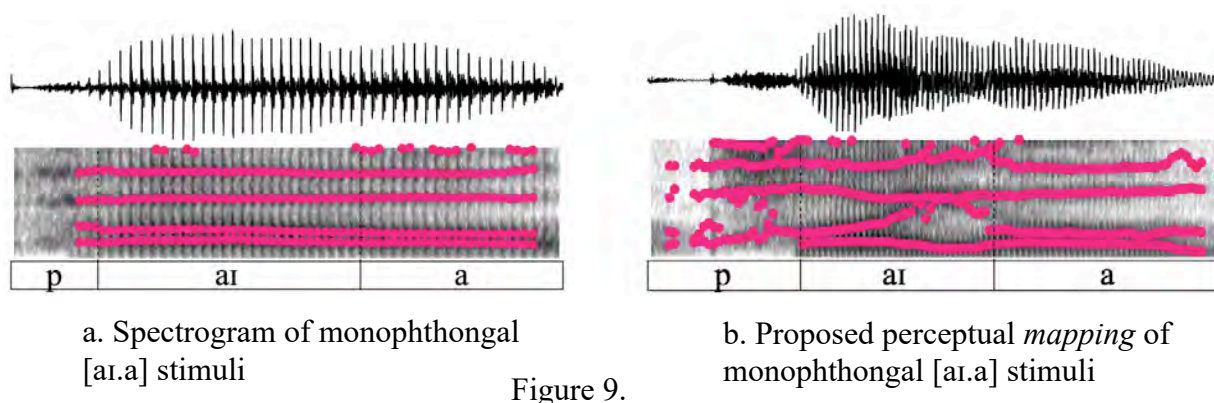 p aɪ a
p aɪ a
a. Spectrogram of monophthongal
[aɪ.a] stimuli
b. Proposed perceptual mapping of
monophthongal [aɪ.a] stimuli
Figure 9.